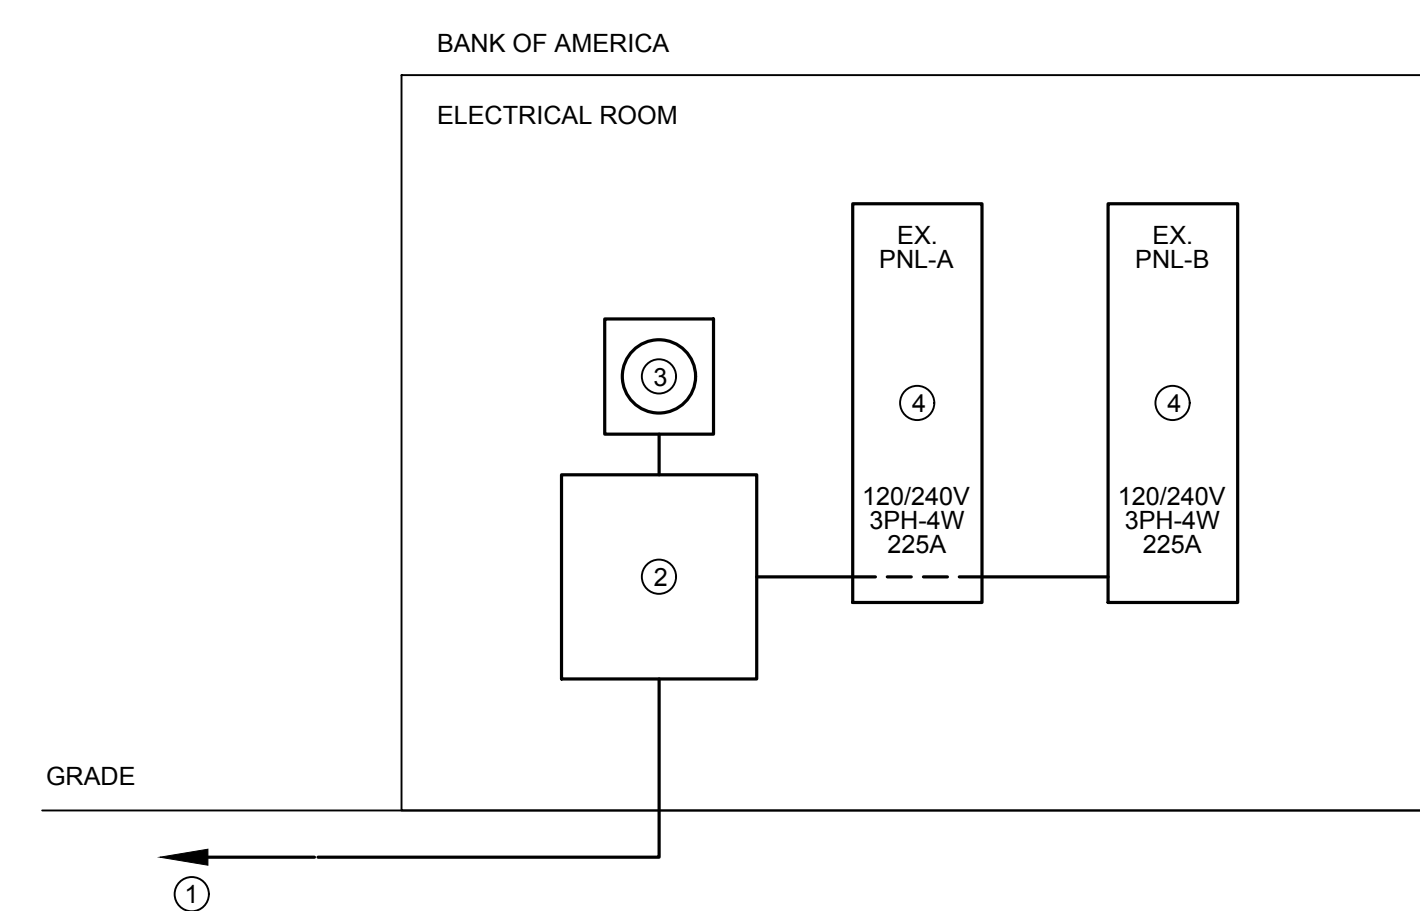 BANK OF AMERICA
ELECTRICAL ROOM
EX.
PNL-A
EX.
PNL-B
3
4
4
120/240V
3PH-4W
225A
120/240V
3PH-4W
225A
2
GRADE
1